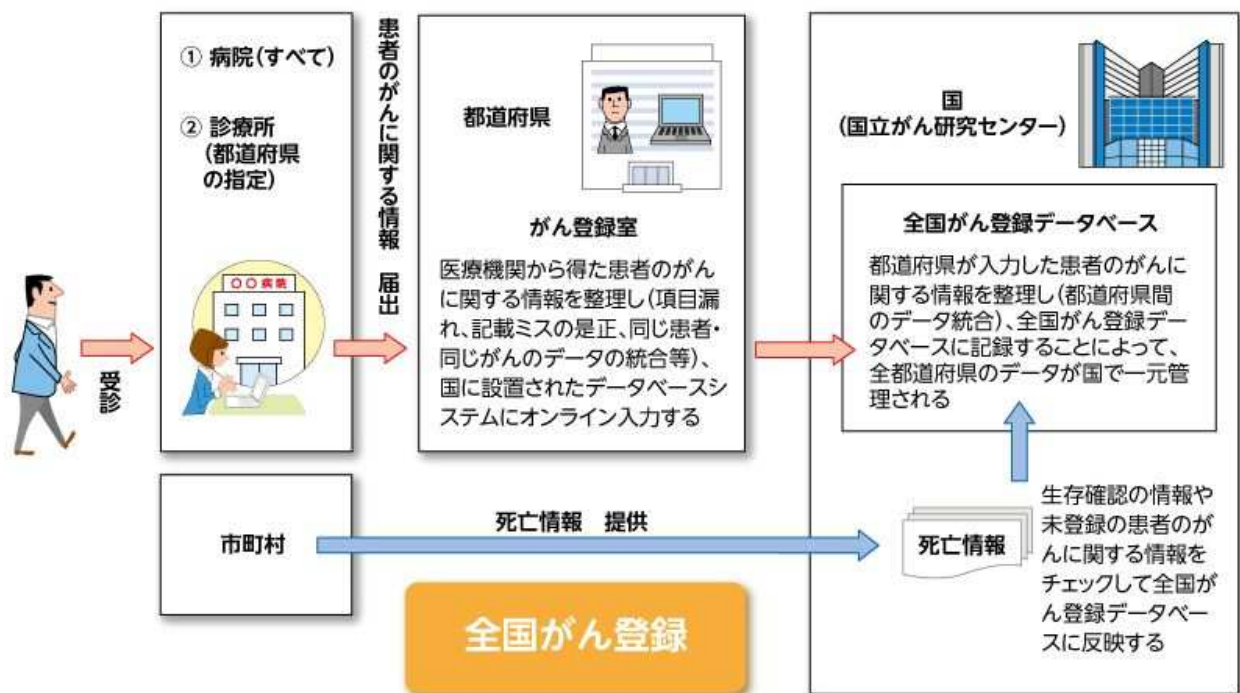 ① 病院(すべて)
② 診療所
(都道府県
の指定)
〇〇病院
受診
患者のがんに関する情報　届出
都道府県
がん登録室
医療機関から得た患者のがん
に関する情報を整理し(項目漏
れ、記載ミスの是正、同じ患者・
同じがんのデータの統合等)、
国に設置されたデータベースシ
ステムにオンライン入力する
国
(国立がん研究センター)
全国がん登録データベース
都道府県が入力した患者のがんに
関する情報を整理し(都道府県間
のデータ統合)、全国がん登録デー
タベースに記録することによって、
全都道府県のデータが国で一元管
理される
市町村
死亡情報　提供
死亡情報
生存確認の情報や
未登録の患者のが
んに関する情報を
チェックして全国が
ん登録データベー
スに反映する
全国がん登録